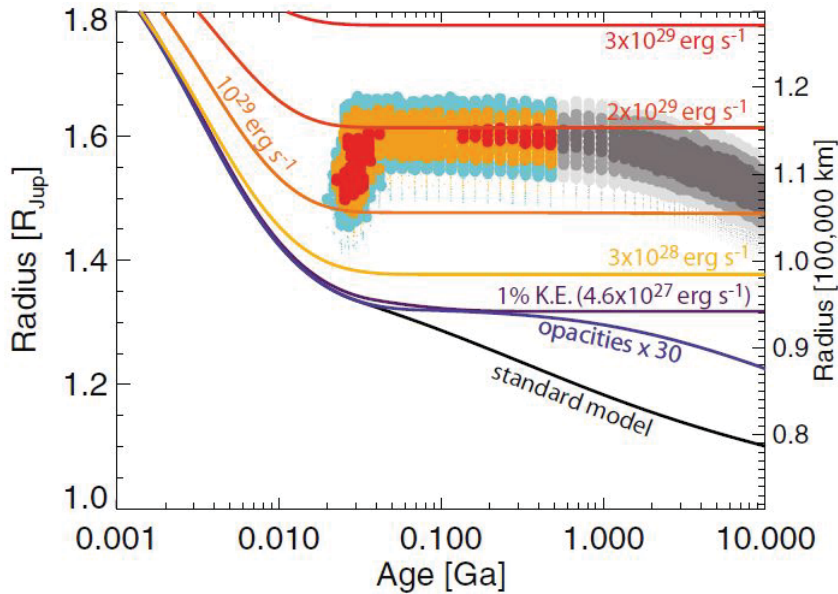 1.8
1.6
1.4
1.2
1.0
Radius [R_Jup]
3x10^29 erg s^-1
2x10^29 erg s^-1
10^29 erg s^-1
3x10^28 erg s^-1
1% K.E. (4.6x10^27 erg s^-1)
opacities x 30
standard model
1.2
1.1
1.00
0.9
0.8
Radius [100,000 km]
0.001
0.010
0.100
1.000
10.000
Age [Ga]